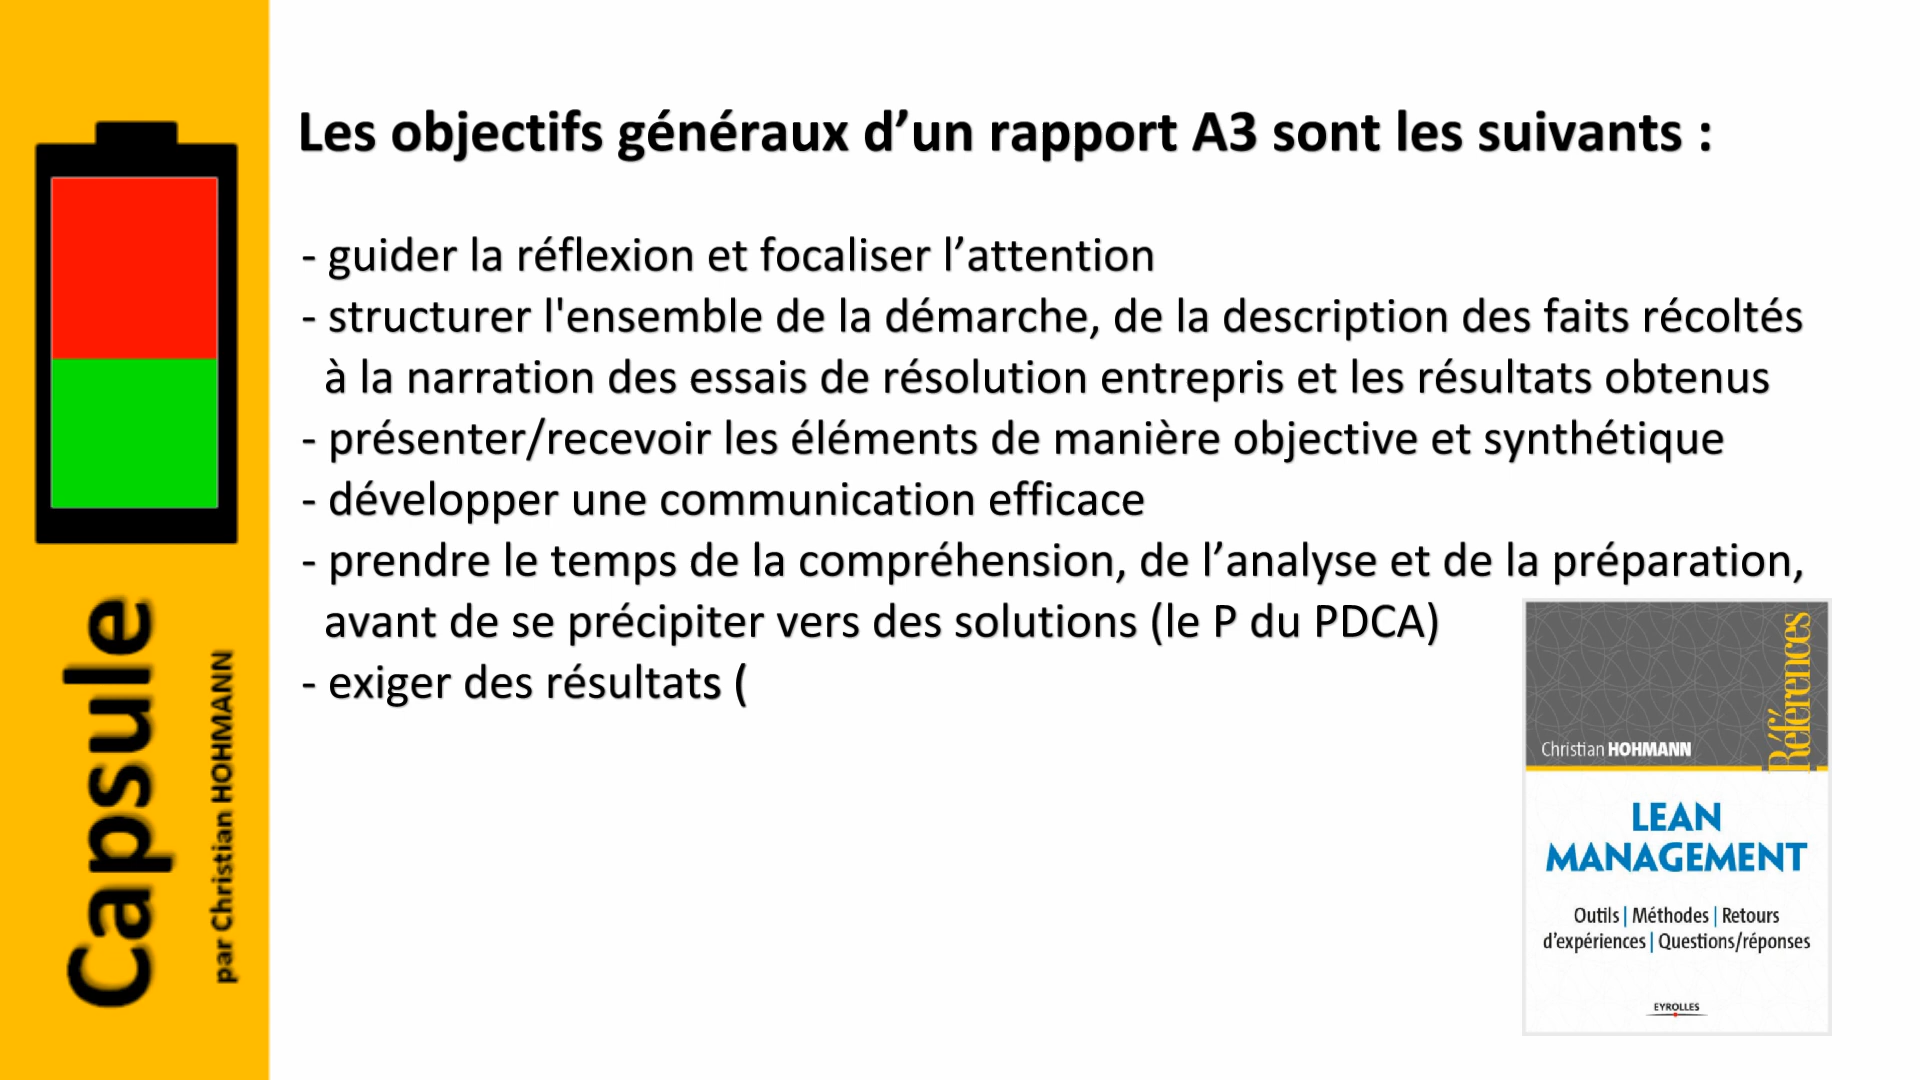 Les objectifs généraux d’un rapport A3 sont les suivants :
- guider la réflexion et focaliser l’attention
- structurer l'ensemble de la démarche, de la description des faits récoltés
à la narration des essais de résolution entrepris et les résultats obtenus
- présenter/recevoir les éléments de manière objective et synthétique
- développer une communication efficace
- prendre le temps de la compréhension, de l’analyse et de la préparation,
avant de se précipiter vers des solutions (le P du PDCA)
- exiger des résultats (
Capsule
par Christian HOHMANN
Références
Christian HOHMANN
LEAN
MANAGEMENT
Outils | Méthodes | Retours
d’expériences | Questions/réponses
EYROLLES